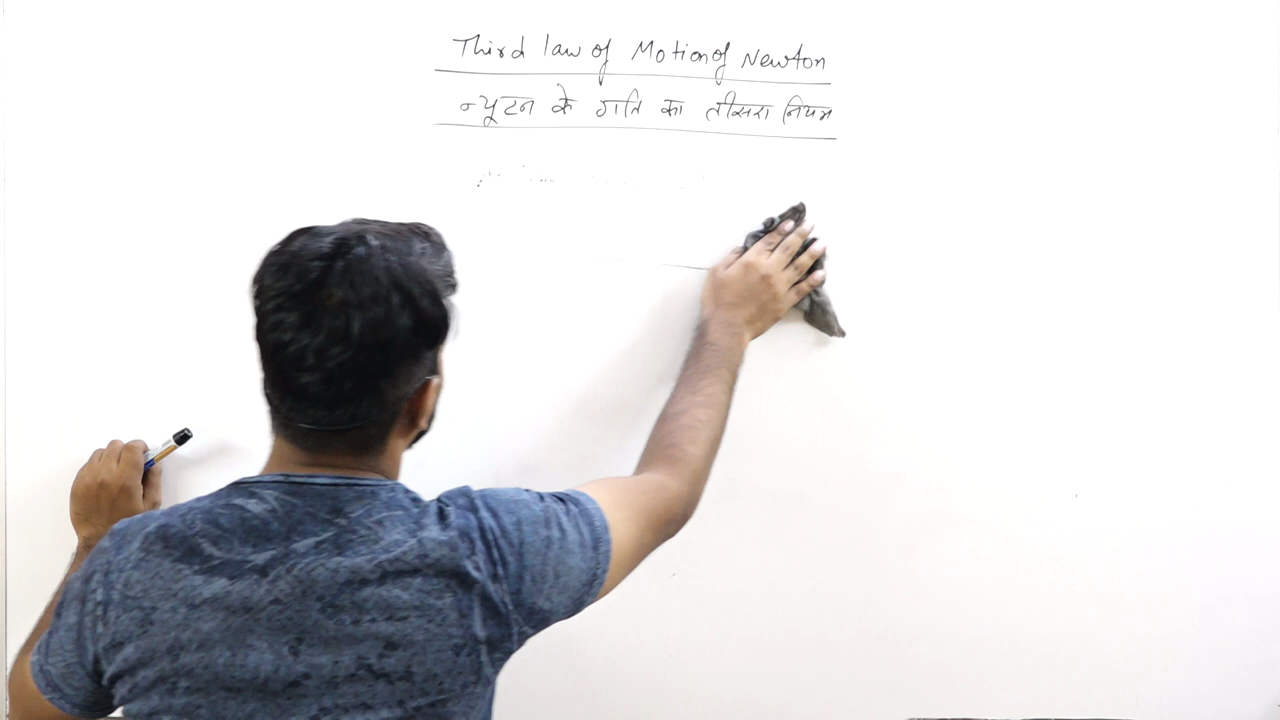 Third law of Motion of Newton
न्यूटन के गति का तीसरा नियम